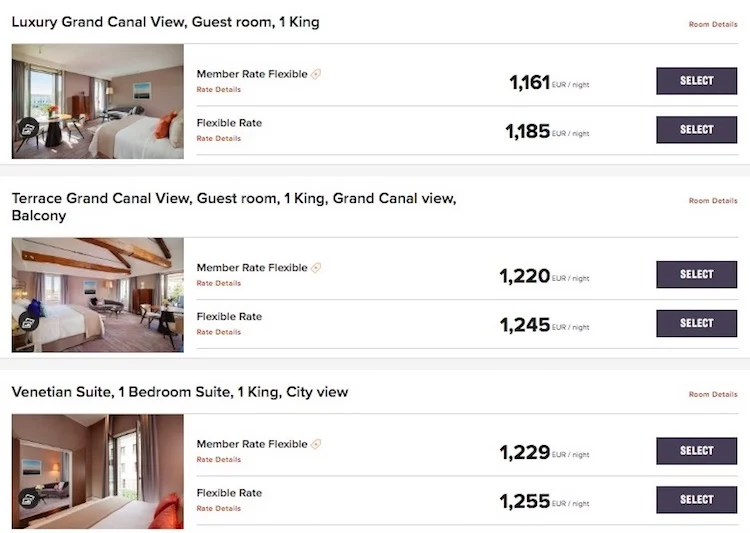 Luxury Grand Canal View, Guest room, 1 King
Room Details
Member Rate Flexible
Rate Details
1,161 EUR / night
SELECT
Flexible Rate
Rate Details
1,185 EUR / night
SELECT
Terrace Grand Canal View, Guest room, 1 King, Grand Canal view,
Balcony
Room Details
Member Rate Flexible
Rate Details
1,220 EUR / night
SELECT
Flexible Rate
Rate Details
1,245 EUR / night
SELECT
Venetian Suite, 1 Bedroom Suite, 1 King, City view
Room Details
Member Rate Flexible
Rate Details
1,229 EUR / night
SELECT
Flexible Rate
Rate Details
1,255 EUR / night
SELECT